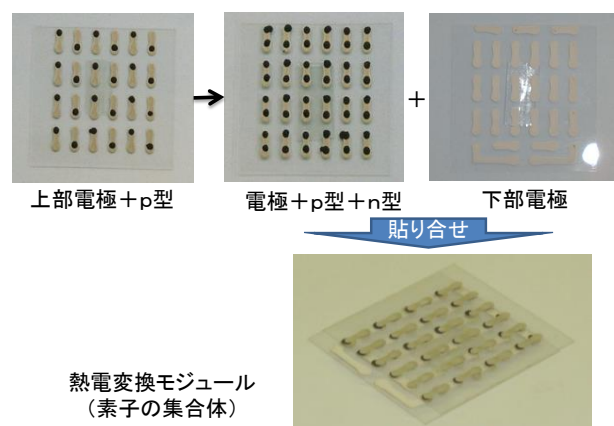 上部電極＋p型
電極＋p型＋n型
＋
下部電極
貼り合せ
熱電変換モジュール
（素子の集合体）